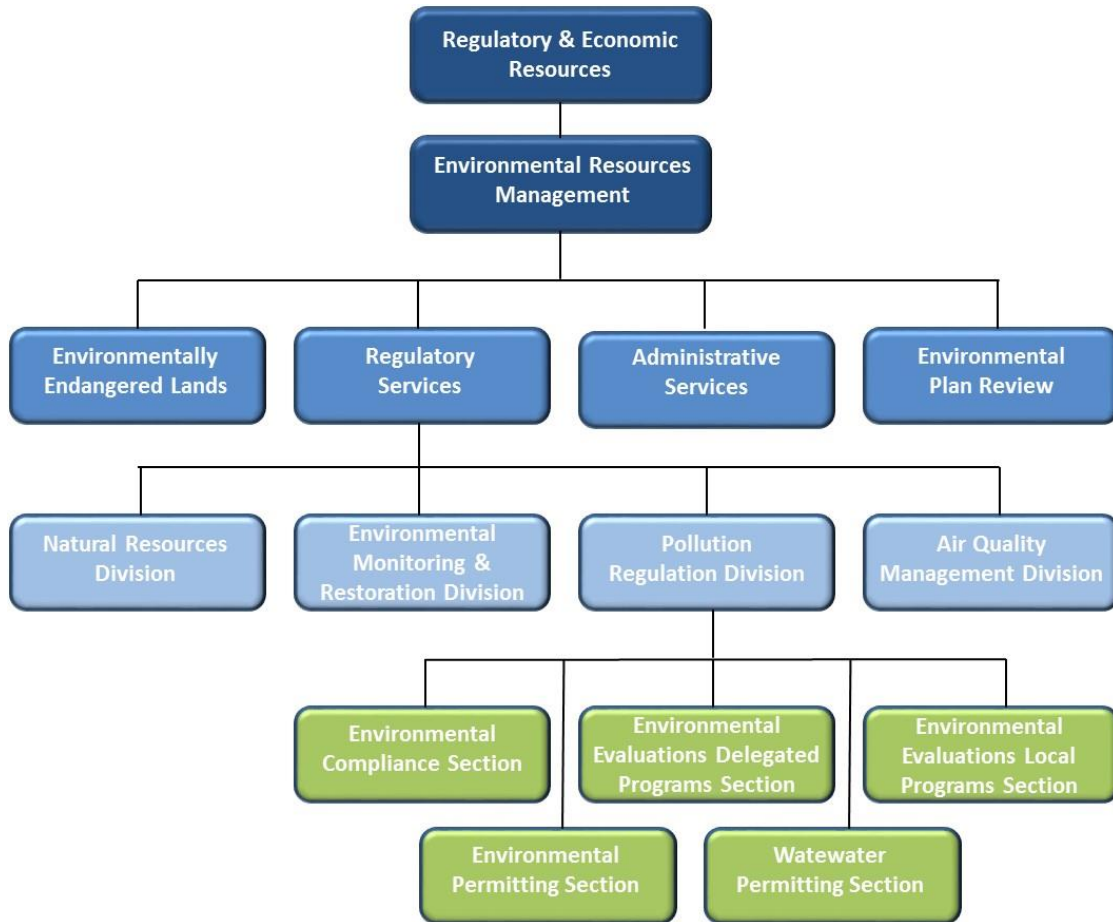 Regulatory & Economic
Resources
Environmental Resources
Management
Environmentally
Endangered Lands
Regulatory
Services
Administrative
Services
Environmental
Plan Review
Natural Resources
Division
Environmental
Monitoring &
Restoration Division
Pollution
Regulation Division
Air Quality
Management Division
Environmental
Compliance Section
Environmental
Evaluations Delegated
Programs Section
Environmental
Evaluations Local
Programs Section
Environmental
Permitting Section
Watewater
Permitting Section